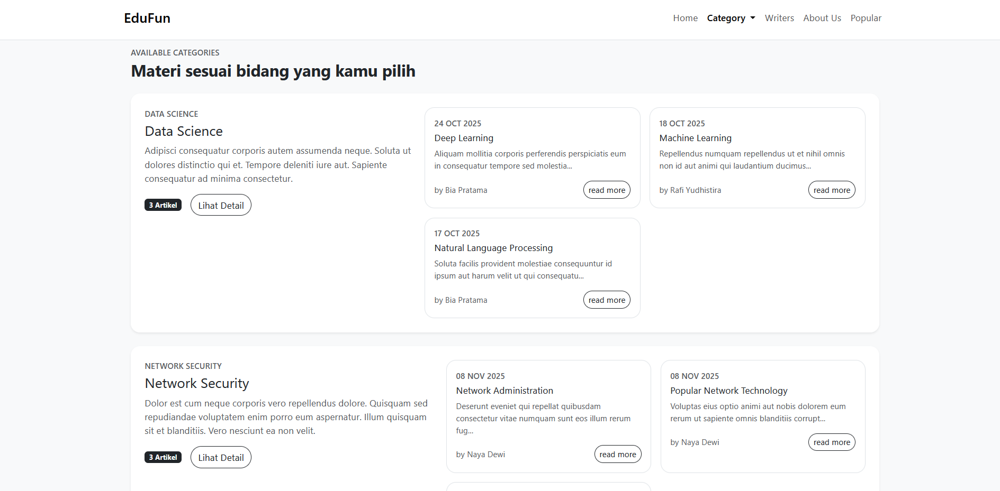 EduFun
Home Category Writers About Us Popular
AVAILABLE CATEGORIES
Materi sesuai bidang yang kamu pilih
DATA SCIENCE
Data Science
Adipisci consequatur corporis autem assumenda neque. Soluta ut
dolores distinctio qui et. Tempore deleniti iure aut. Sapiente
consequatur ad minima consectetur.
3 Artikel Lihat Detail
24 OCT 2025
Deep Learning
Aliquam mollitia corporis perferendis perspiciatis eum
in consequatur tempore sed molestia...
by Bia Pratama read more
18 OCT 2025
Machine Learning
Repellendus numquam repellendus ut et nihil omnis
non id aut animi qui laudantium ducimus...
by Rafi Yudhistira read more
17 OCT 2025
Natural Language Processing
Soluta facilis provident molestiae consequuntur id
ipsum aut harum velit ut qui consequatu...
by Bia Pratama read more
NETWORK SECURITY
Network Security
Dolor est cum neque corporis vero repellendus dolore. Quisquam sed
repudiandae voluptatem enim porro eum aspernatur. Illum quisquam
sit et blanditiis. Vero nesciunt ea non velit.
3 Artikel Lihat Detail
08 NOV 2025
Network Administration
Deserunt eveniet qui repellat quibusdam
consectetur vitae numquam sunt eos illum rerum
fug...
by Naya Dewi read more
08 NOV 2025
Popular Network Technology
Voluptas eius optio animi aut nobis dolorem eum
rerum ut sapiente omnis blanditiis corrupt...
by Naya Dewi read more